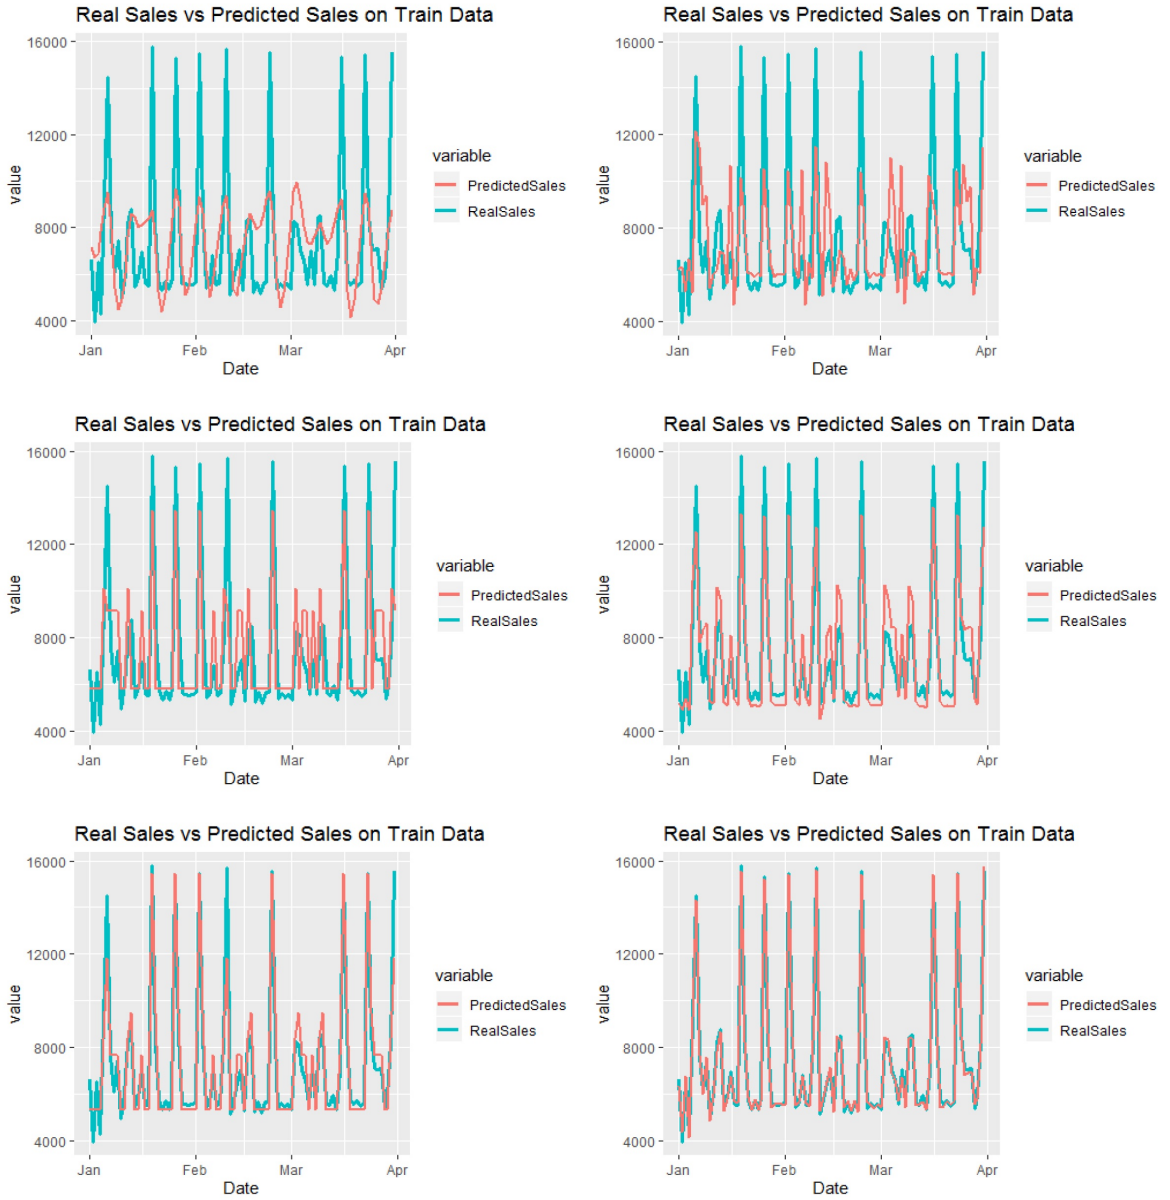 Real Sales vs Predicted Sales on Train Data
16000
12000
8000
4000
value
Jan Feb Mar Apr
Date
variable
PredictedSales
RealSales
Real Sales vs Predicted Sales on Train Data
16000
12000
8000
4000
value
Jan Feb Mar Apr
Date
variable
PredictedSales
RealSales
Real Sales vs Predicted Sales on Train Data
16000
12000
8000
4000
value
Jan Feb Mar Apr
Date
variable
PredictedSales
RealSales
Real Sales vs Predicted Sales on Train Data
16000
12000
8000
4000
value
Jan Feb Mar Apr
Date
variable
PredictedSales
RealSales
Real Sales vs Predicted Sales on Train Data
16000
12000
8000
4000
value
Jan Feb Mar Apr
Date
variable
PredictedSales
RealSales
Real Sales vs Predicted Sales on Train Data
16000
12000
8000
4000
value
Jan Feb Mar Apr
Date
variable
PredictedSales
RealSales